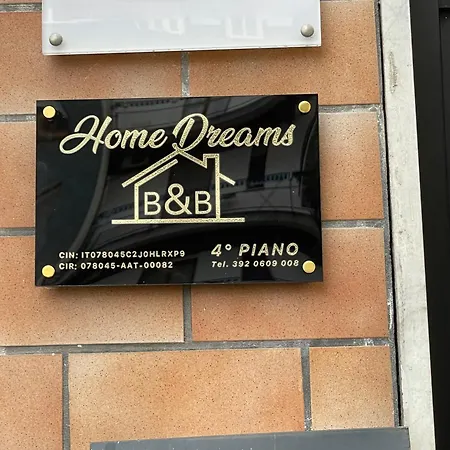 Home Dreams
B&B
CIN: IT078045C2J0HLRXP9
CIR: 078045-AAT-00082
4° PIANO
Tel. 392 0609 008